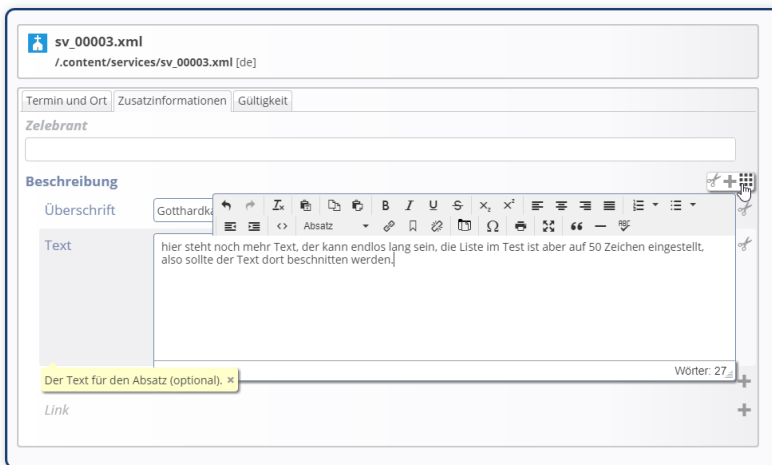 sv_00003.xml
/.content/services/sv_00003.xml [de]
Termin und Ort Zusatzinformationen Gültigkeit
Zelebrant
Beschreibung
Überschrift
Absatz
Text
hier steht noch mehr Text, der kann endlos lang sein, die Liste im Test ist aber auf 50 Zeichen eingestellt,
also sollte der Text dort beschnitten werden.
Wörter: 27
Der Text für den Absatz (optional). ×
Link